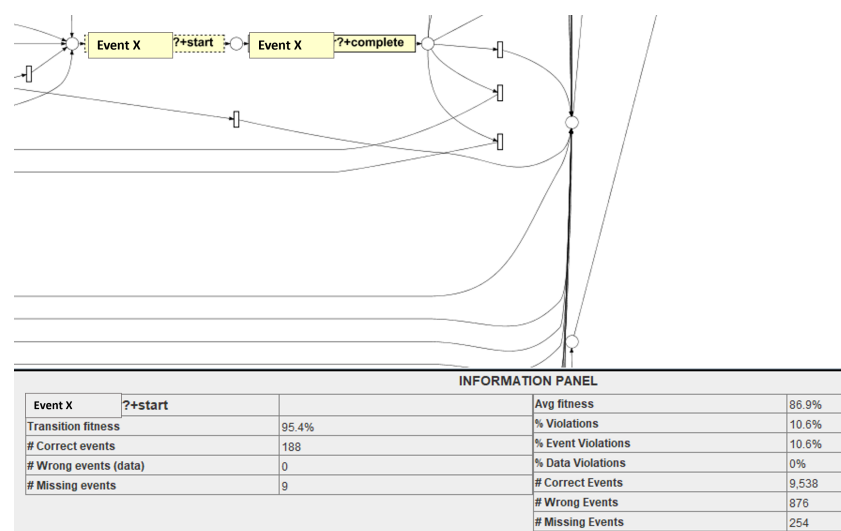 Event X ?+start Event X ?+complete
INFORMATION PANEL
Event X ?+start
Transition fitness 95.4%
# Correct events 188
# Wrong events (data) 0
# Missing events 9
Avg fitness 86.9%
% Violations 10.6%
% Event Violations 10.6%
% Data Violations 0%
# Correct Events 9,538
# Wrong Events 876
# Missing Events 254